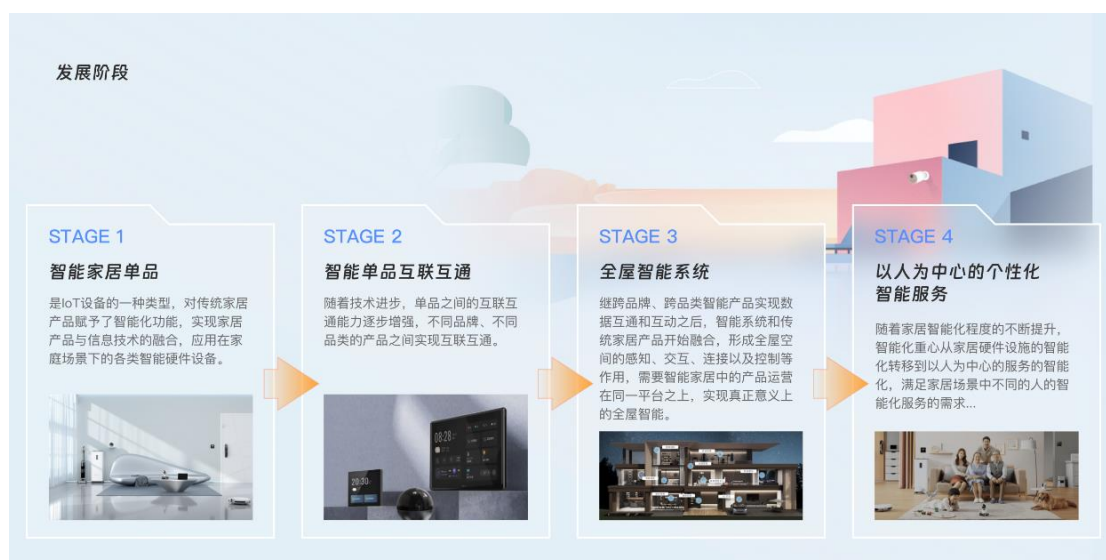 发展阶段
STAGE 1
智能家居单品
是IoT设备的一种类型，对传统家居
产品赋予了智能化功能，实现家居
产品与信息技术的融合，应用在家
庭场景下的各类智能硬件设备。
STAGE 2
智能单品互联互通
随着技术进步，单品之间的互联互
通能力逐步增强，不同品牌、不同
品类的产品之间实现互联互通。
08:28
20:30
STAGE 3
全屋智能系统
继跨品牌、跨品类智能产品实现数
据互通和互动之后，智能系统和传
统家居产品开始融合，形成全屋空
间的感知、交互、连接以及控制等
作用，需要智能家居中的产品运营
在同一平台之上，实现真正意义上
的全屋智能。
STAGE 4
以人为中心的个性化
智能服务
随着家居智能化程度的不断提升，
智能化重心从家居硬件设施的智能
化转移到以人为中心的服务的智能
化，满足家居场景中不同的人的智
能化服务的需求...